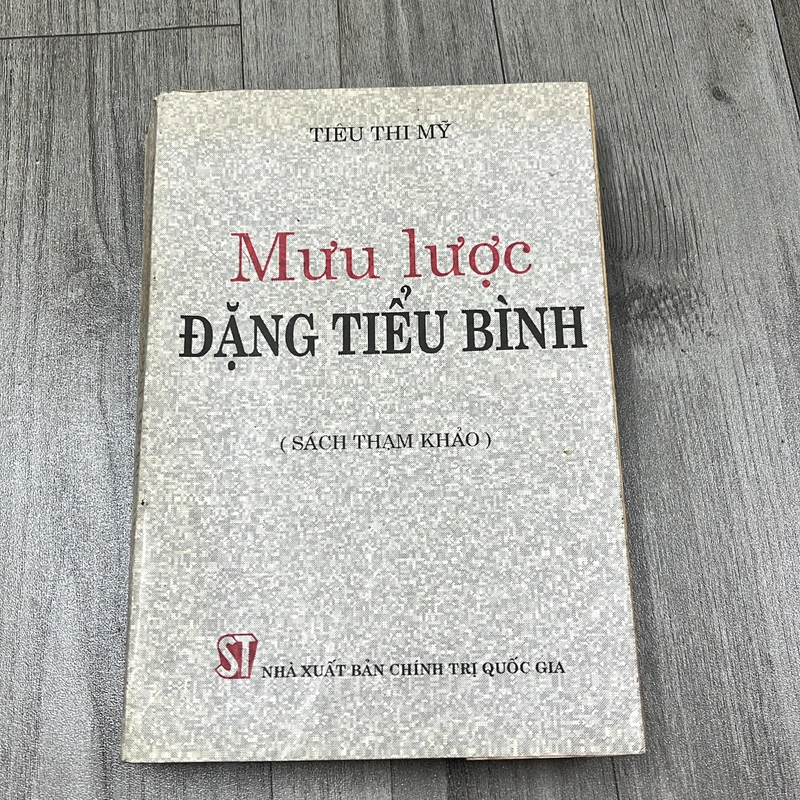 TIÊU THI MỸ
Mưu lược
ĐẶNG TIỂU BÌNH
( SÁCH THAM KHẢO )
ST NHÀ XUẤT BẢN CHÍNH TRỊ QUỐC GIA